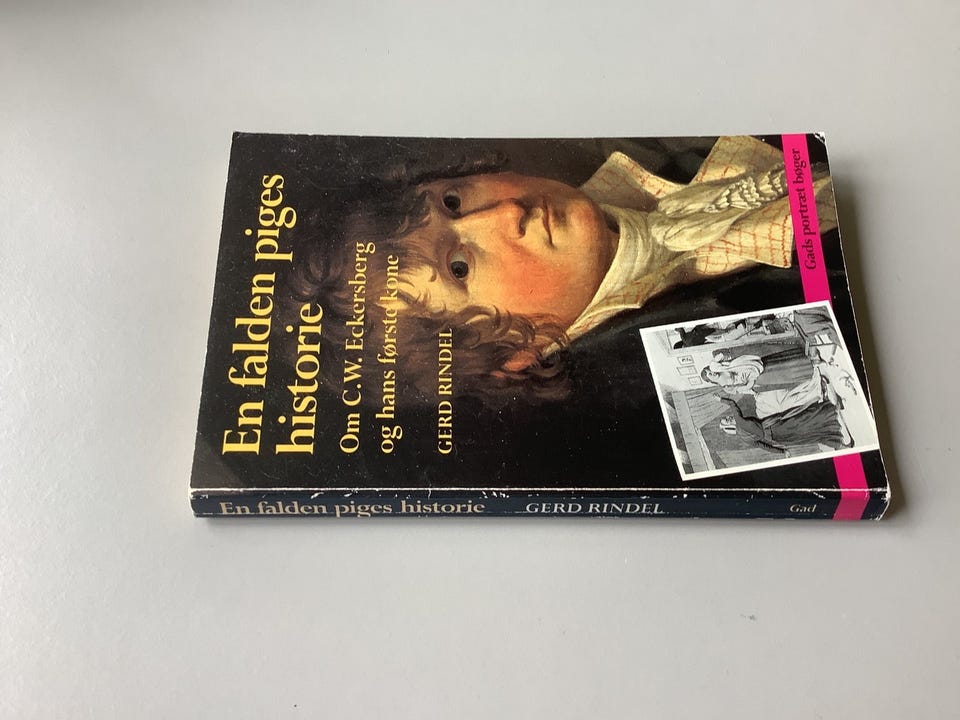 En falden piges
historie
Om C.W. Eckersberg
og hans første kone
GERD RINDEL
Gads portræt bøger
En falden piges historie GERD RINDEL Gad